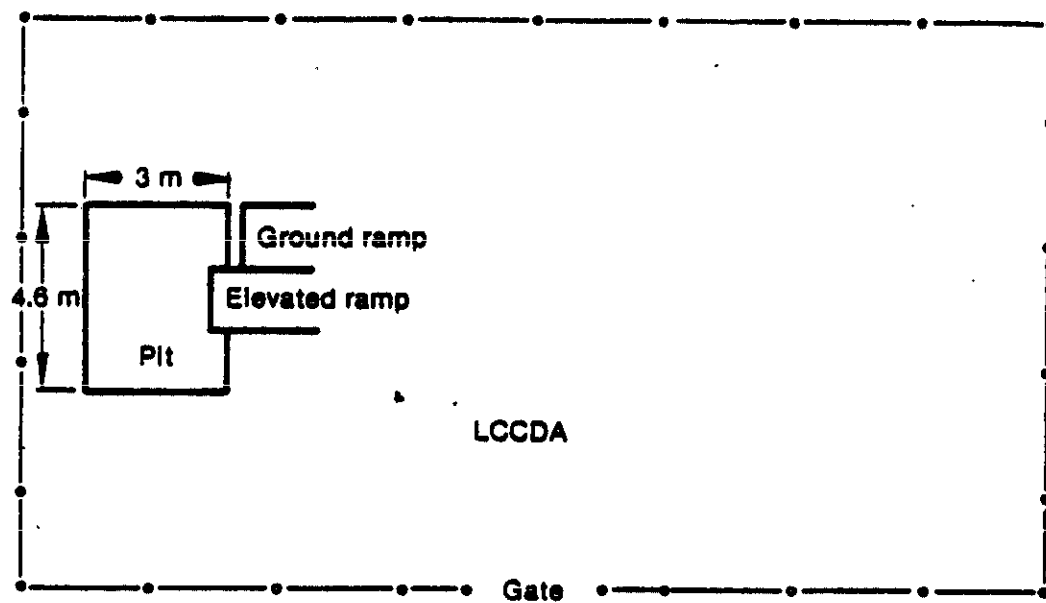 3 m
Ground ramp
4.6 m
Elevated ramp
Pit
LCCDA
Gate